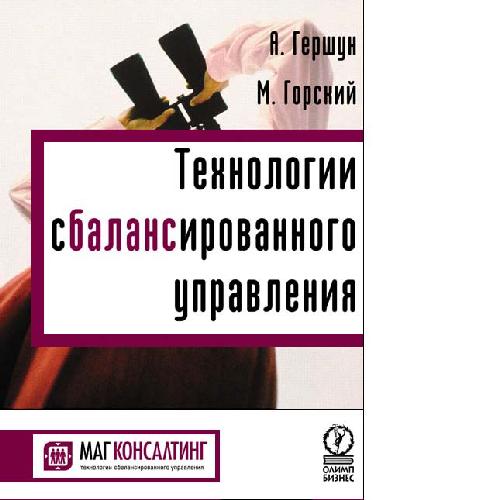 А. Гершун
М. Горский
Технологии
сбалансированного
управления
МАГ КОНСАЛТИНГ
технологии сбалансированного управления
ОЛИМП
БИЗНЕС